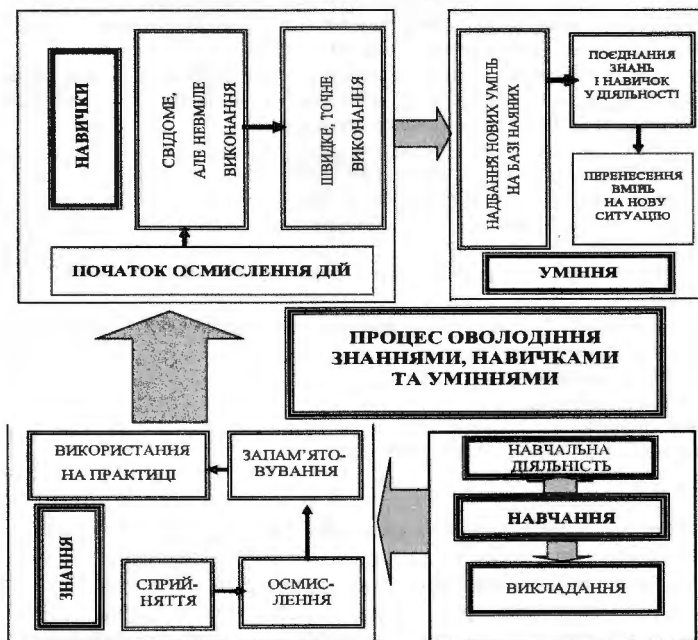 НАВИЧКИ
СВІДОМЕ,
АЛЕ НЕВМІЛЕ
ВИКОНАННЯ
ШВИДКЕ, ТОЧНЕ
ВИКОНАННЯ
ПОЧАТОК ОСМИСЛЕННЯ ДІЙ
НАДБАННЯ НОВИХ УМІНЬ
НА БАЗІ НАЯНИХ
ПОЄДНАННЯ
ЗНАНЬ
І НАВИЧОК
У ДІЯЛЬНОСТІ
ПЕРЕНЕСЕННЯ
ВМІНЬ
НА НОВУ
СИТУАЦІЮ
УМІННЯ
ПРОЦЕС ОВОЛОДІННЯ
ЗНАННЯМИ, НАВИЧКАМИ
ТА УМІННЯМИ
ВИКОРИСТАННЯ
НА ПРАКТИЦІ
ЗАПАМ’ЯТО-
ВУВАННЯ
ЗНАННЯ
СПРИЙ-
НЯТТЯ
ОСМИС-
ЛЕННЯ
НАВЧАЛЬНА
ДІЯЛЬНІСТЬ
НАВЧАННЯ
ВИКЛАДАННЯ